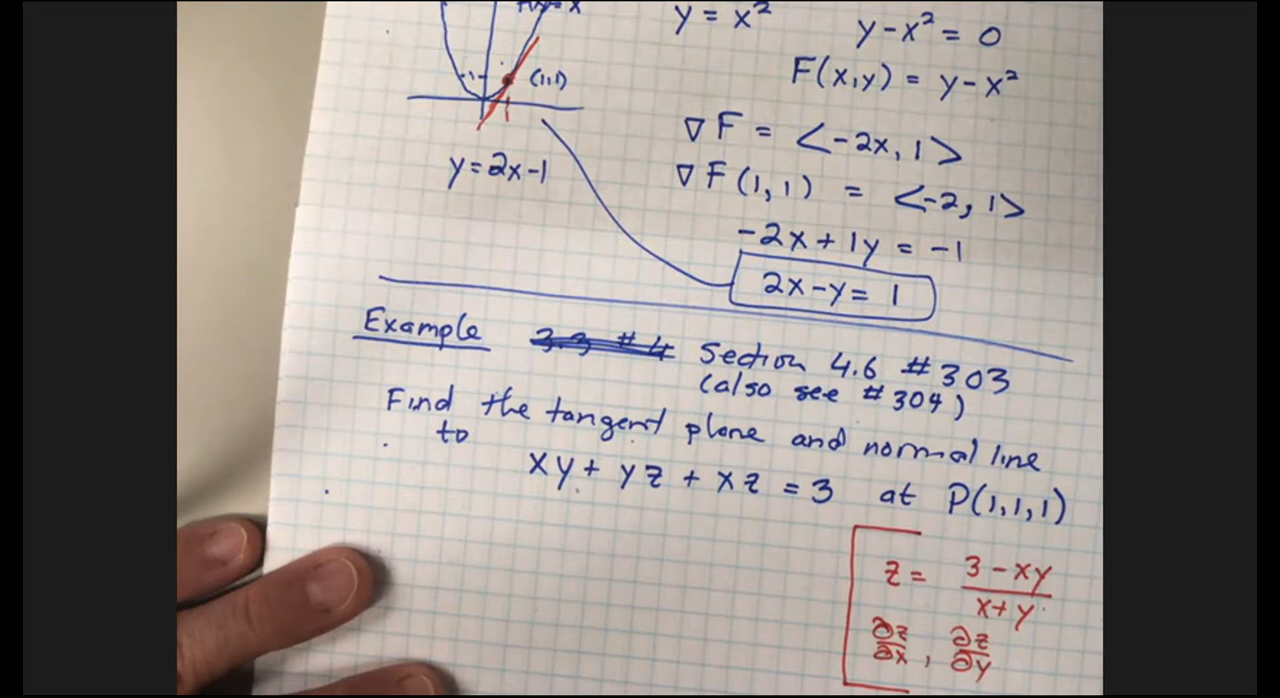 y = x²
y - x² = 0
F(x,y) = y - x²
(1,1)
∇F = <-2x, 1>
y = 2x-1
∇F(1,1) = <-2, 1>
-2x + 1y = -1
2x - y = 1
Example 3.3 #4 Section 4.6 #303
(also see #304)
Find the tangent plane and normal line
to
xy + yz + xz = 3 at P(1,1,1)
z = (3 - xy)/(x+y)
∂z/∂x, ∂z/∂y